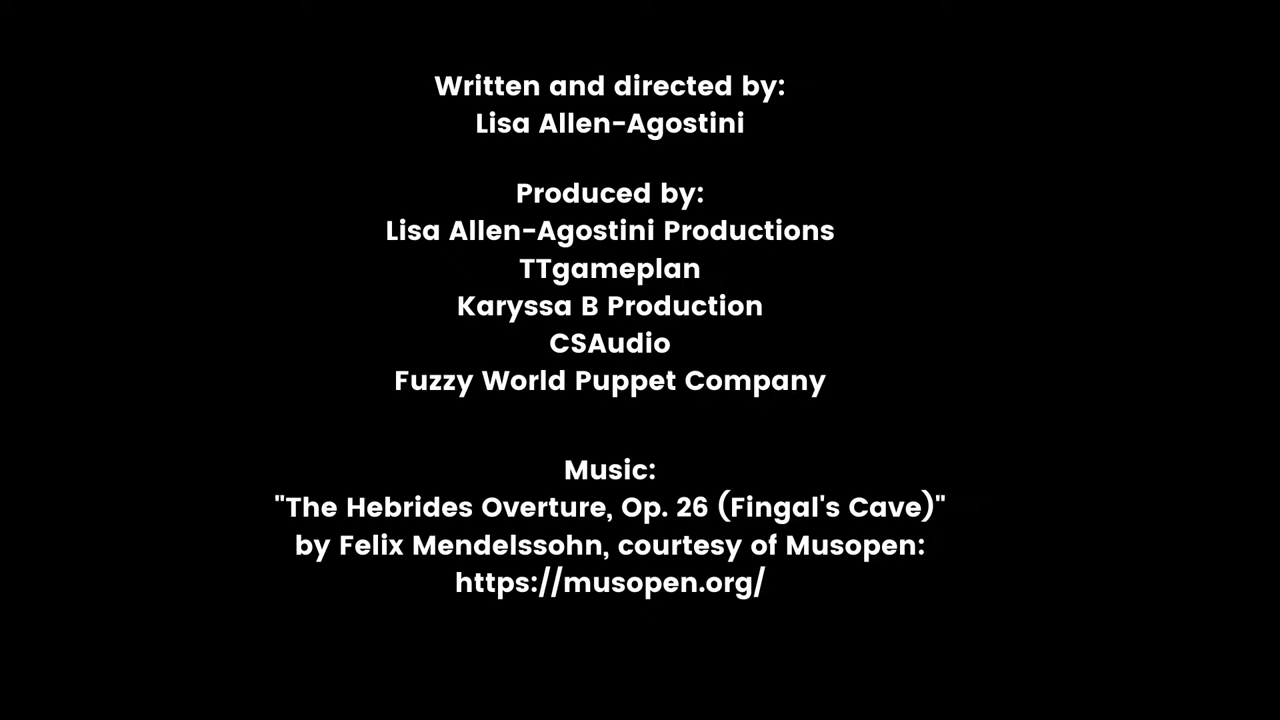 Written and directed by:
Lisa Allen-Agostini
Produced by:
Lisa Allen-Agostini Productions
TTgameplan
Karyssa B Production
CSAudio
Fuzzy World Puppet Company
Music:
"The Hebrides Overture, Op. 26 (Fingal's Cave)"
by Felix Mendelssohn, courtesy of Musopen:
https://musopen.org/